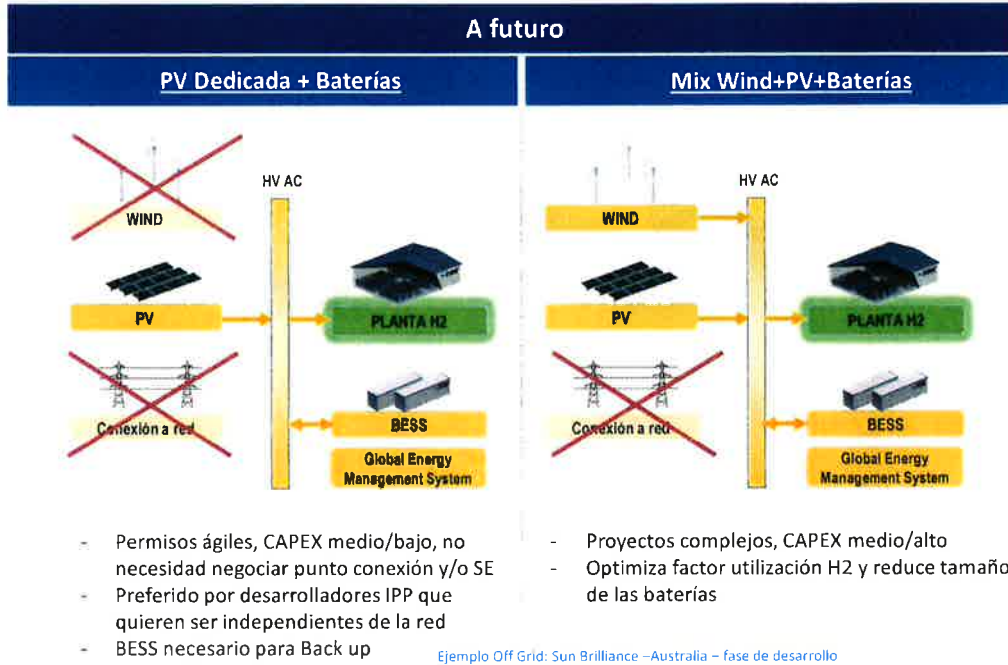 A futuro
PV Dedicada + Baterías
HV AC
WIND
PV
PLANTA H2
Conexión a red
BESS
Global Energy
Management System
- Permisos ágiles, CAPEX medio/bajo, no
necesidad negociar punto conexión y/o SE
- Preferido por desarrolladores IPP que
quieren ser independientes de la red
- BESS necesario para Back up
Mix Wind+PV+Baterías
HV AC
WIND
PV
PLANTA H2
Conexión a red
BESS
Global Energy
Management System
- Proyectos complejos, CAPEX medio/alto
- Optimiza factor utilización H2 y reduce tamaño
de las baterías
Ejemplo Off Grid: Sun Brilliance –Australia – fase de desarrollo